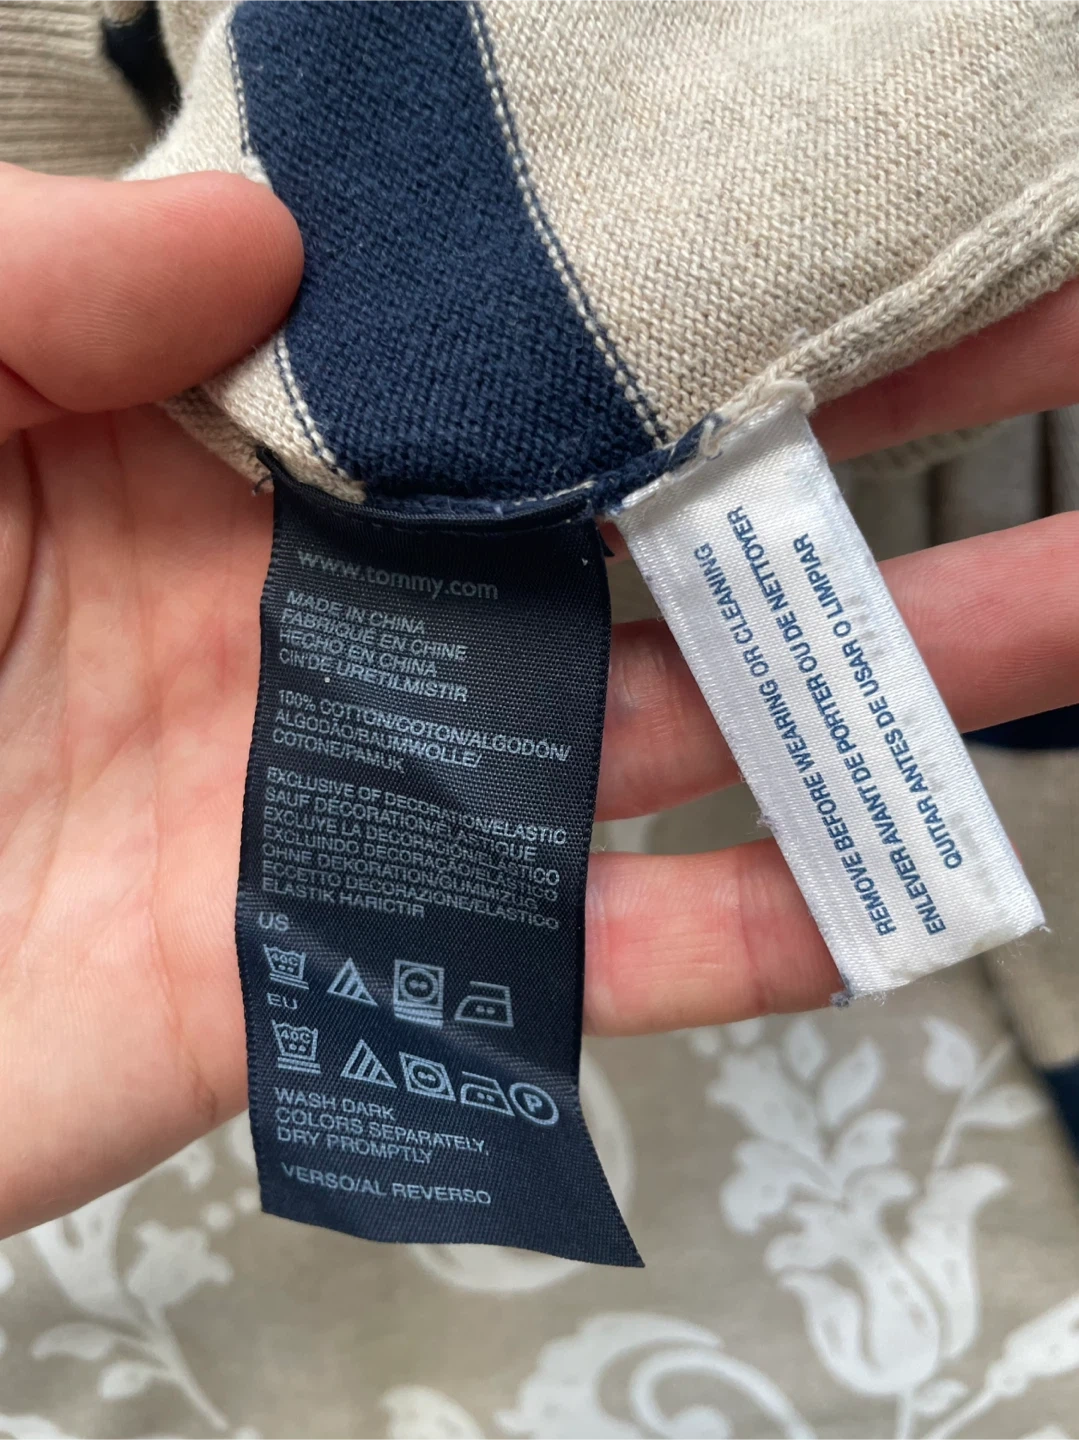 www.tommy.com
MADE IN CHINA
FABRIQUÉ EN CHINE
HECHO EN CHINA
CIN'DE URETILMISTIR
100% COTTON/COTON/ALGODÓN/
ALGODÃO/BAUMWOLLE/
COTONE/PAMUK
EXCLUSIVE OF DECORATION/ELASTIC
SAUF DÉCORATION/ELASTIQUE
EXCLUYE LA DECORACIÓN/ELÁSTICO
EXCLUINDO DECORAÇÃO/ELÁSTICO
OHNE DEKORATION/GUMMIZUG
ECCETTO DECORAZIONE/ELASTICO
ELASTIK HARICTIR
US
40C
EU
40C
P
WASH DARK
COLORS SEPARATELY,
DRY PROMPTLY
VERSO/AL REVERSO
REMOVE BEFORE WEARING OR CLEANING
ENLEVER AVANT DE PORTER OU DE NETTOYER
QUITAR ANTES DE USAR O LIMPIAR